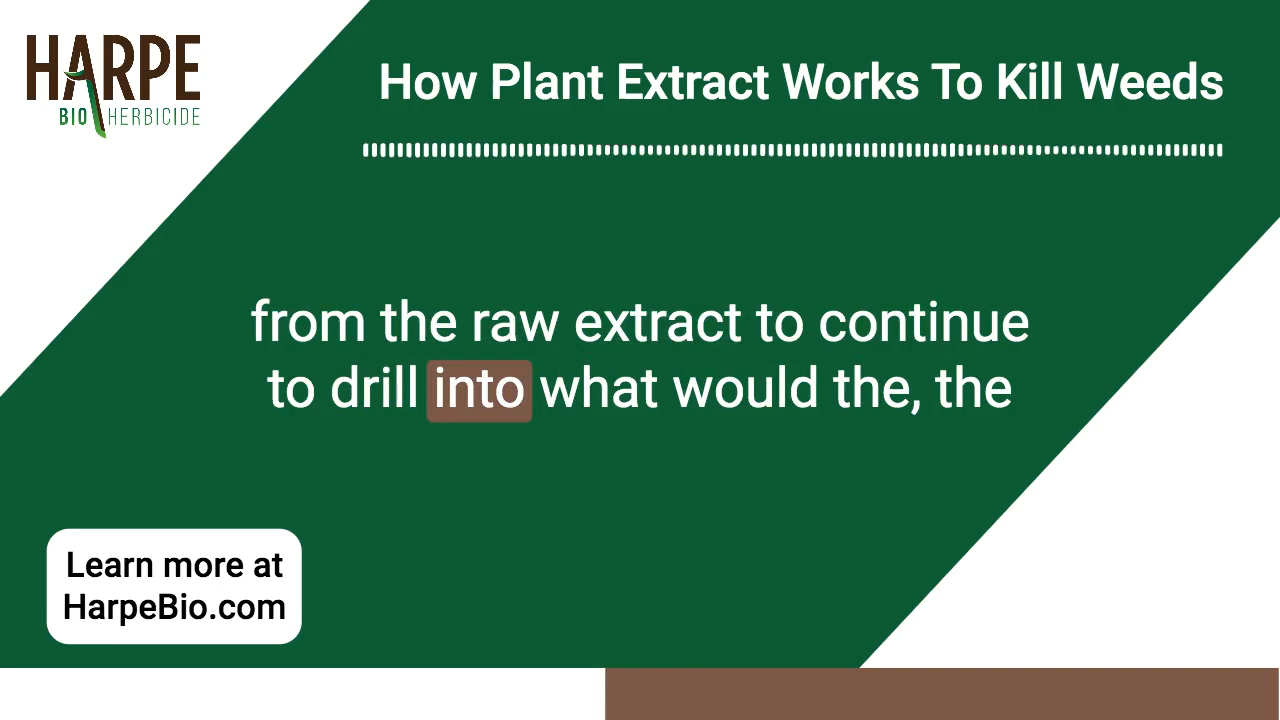 HARPE
BIO HERBICIDE
How Plant Extract Works To Kill Weeds
from the raw extract to continue
to drill into what would the, the
Learn more at
HarpeBio.com